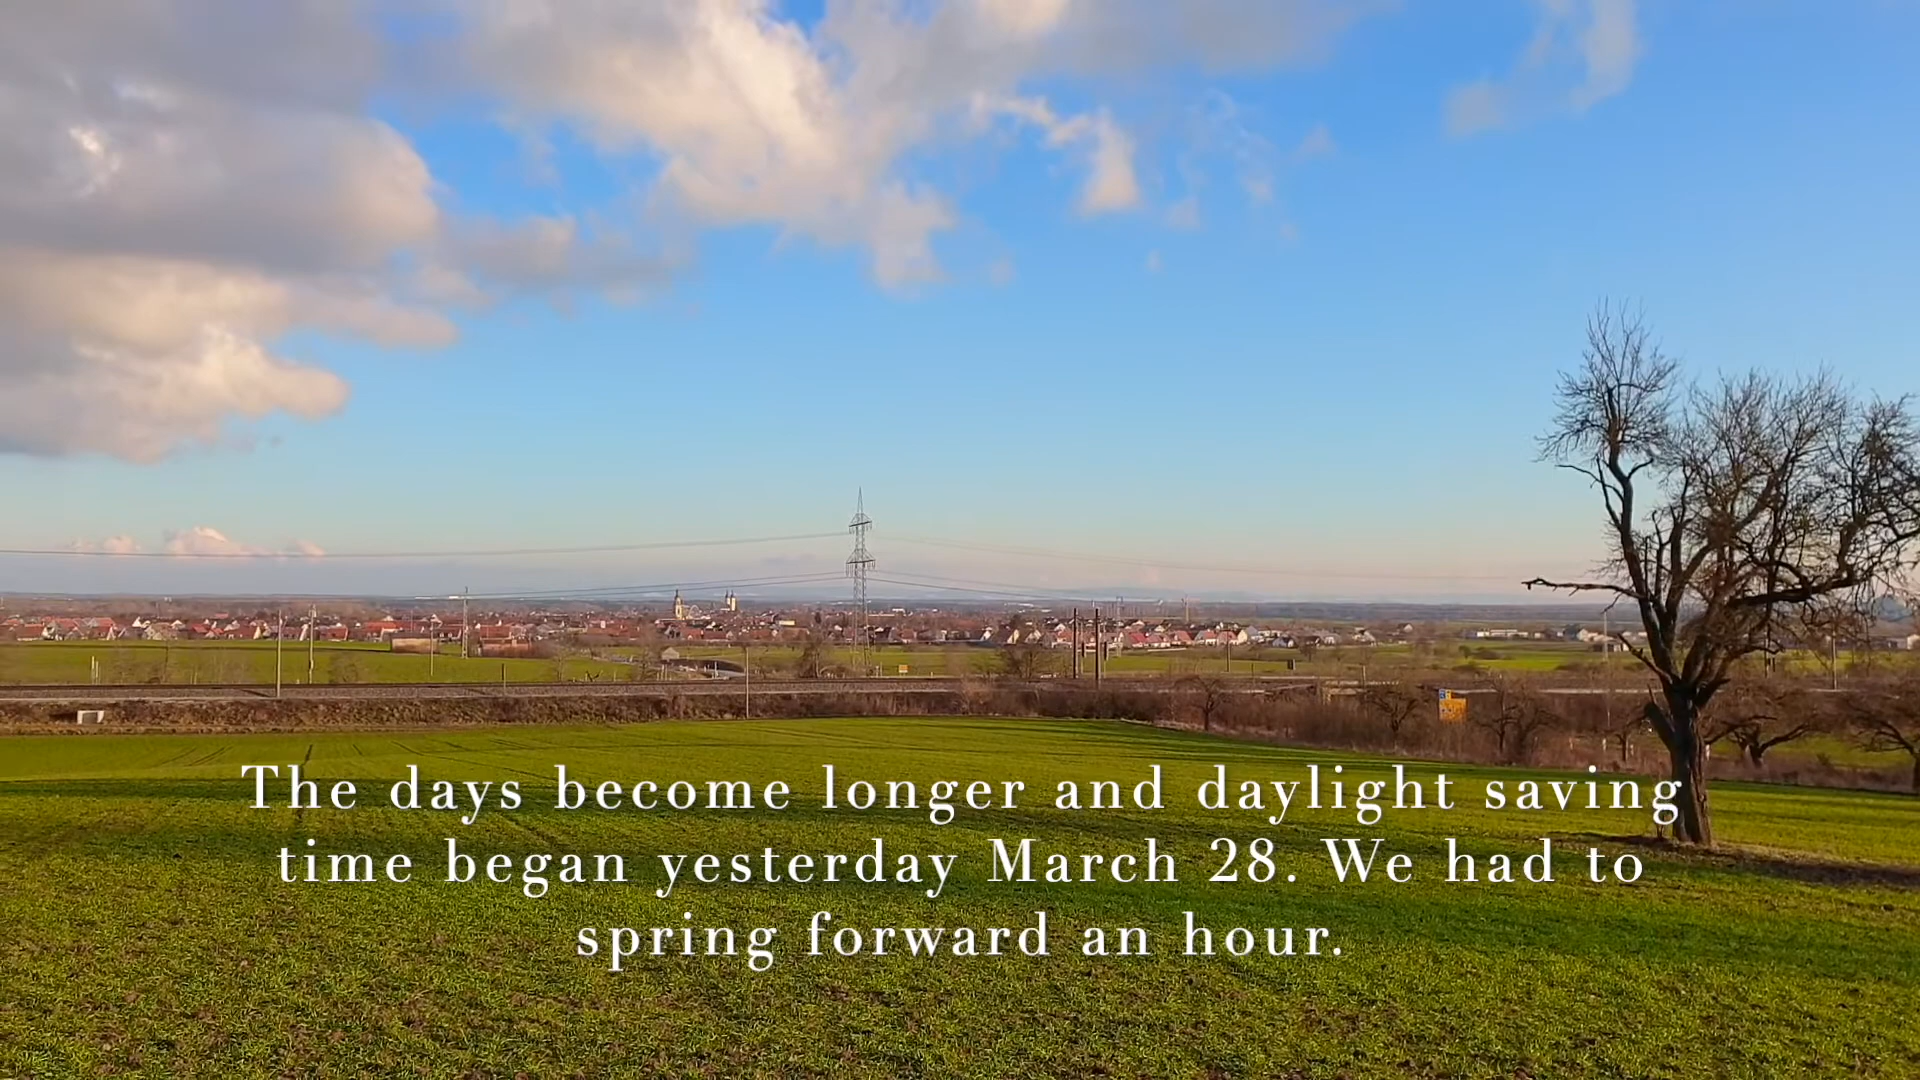 The days become longer and daylight saving
time began yesterday March 28. We had to
spring forward an hour.